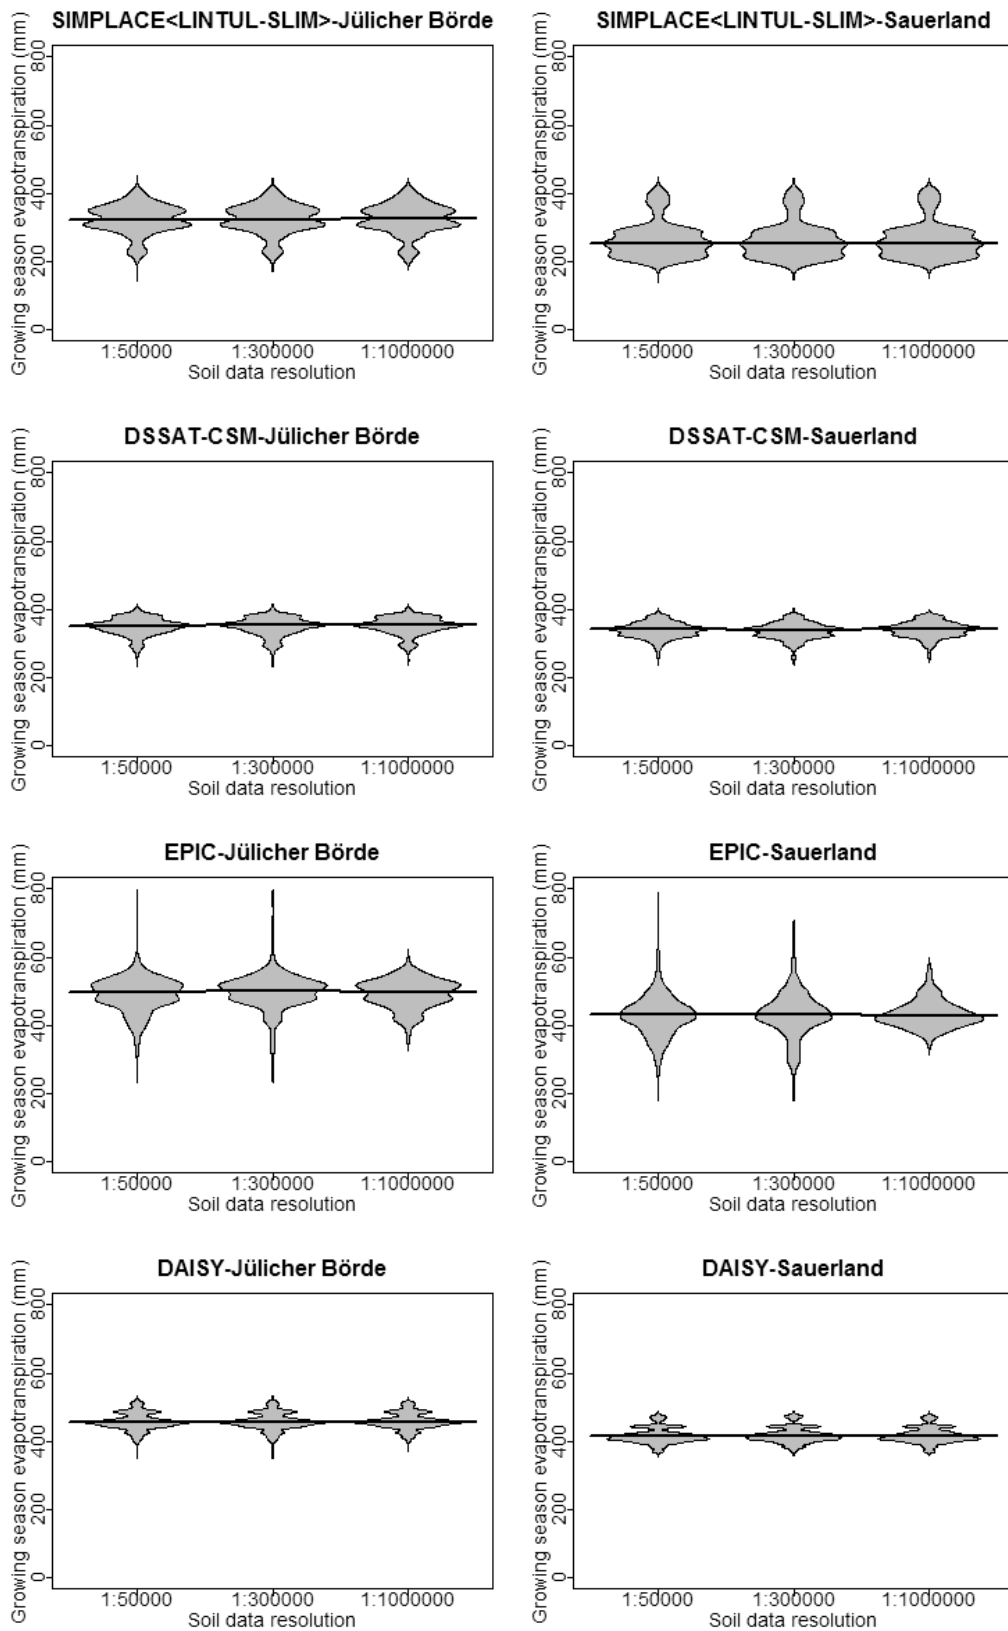 SIMPLACE<LINTUL-SLIM>-Jülicher Börde
Growing season evapotranspiration (mm)
800
600
400
200
0
1:50000 1:300000 1:1000000
Soil data resolution
SIMPLACE<LINTUL-SLIM>-Sauerland
Growing season evapotranspiration (mm)
800
600
400
200
0
1:50000 1:300000 1:1000000
Soil data resolution
DSSAT-CSM-Jülicher Börde
Growing season evapotranspiration (mm)
800
600
400
200
0
1:50000 1:300000 1:1000000
Soil data resolution
DSSAT-CSM-Sauerland
Growing season evapotranspiration (mm)
800
600
400
200
0
1:50000 1:300000 1:1000000
Soil data resolution
EPIC-Jülicher Börde
Growing season evapotranspiration (mm)
800
600
400
200
0
1:50000 1:300000 1:1000000
Soil data resolution
EPIC-Sauerland
Growing season evapotranspiration (mm)
800
600
400
200
0
1:50000 1:300000 1:1000000
Soil data resolution
DAISY-Jülicher Börde
Growing season evapotranspiration (mm)
800
600
400
200
0
1:50000 1:300000 1:1000000
Soil data resolution
DAISY-Sauerland
Growing season evapotranspiration (mm)
800
600
400
200
0
1:50000 1:300000 1:1000000
Soil data resolution